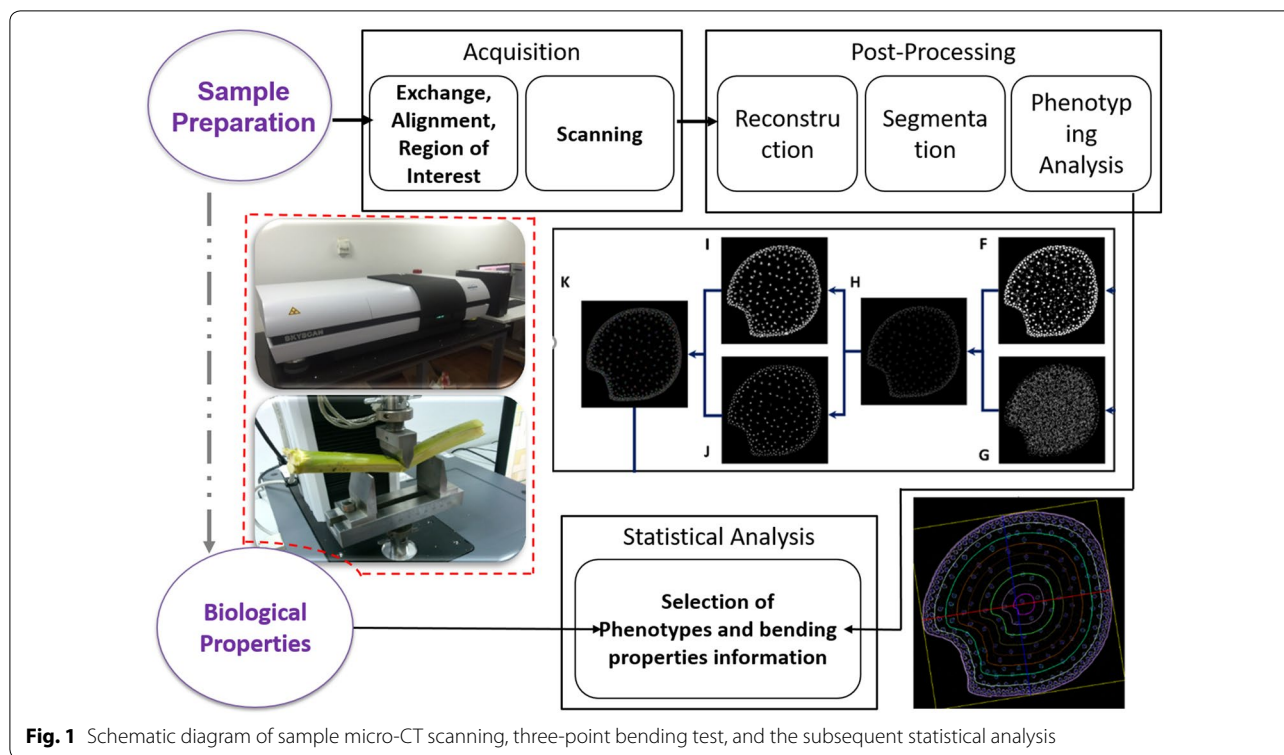 Acquisition
Post-Processing
Sample
Preparation
Exchange,
Alignment,
Region of
Interest
Scanning
Reconstru
ction
Segmenta
tion
Phenotyp
ing
Analysis
I
F
K
H
J
G
SKYSCAN
Statistical Analysis
Biological
Properties
Selection of
Phenotypes and bending
properties information
Fig. 1 Schematic diagram of sample micro-CT scanning, three-point bending test, and the subsequent statistical analysis